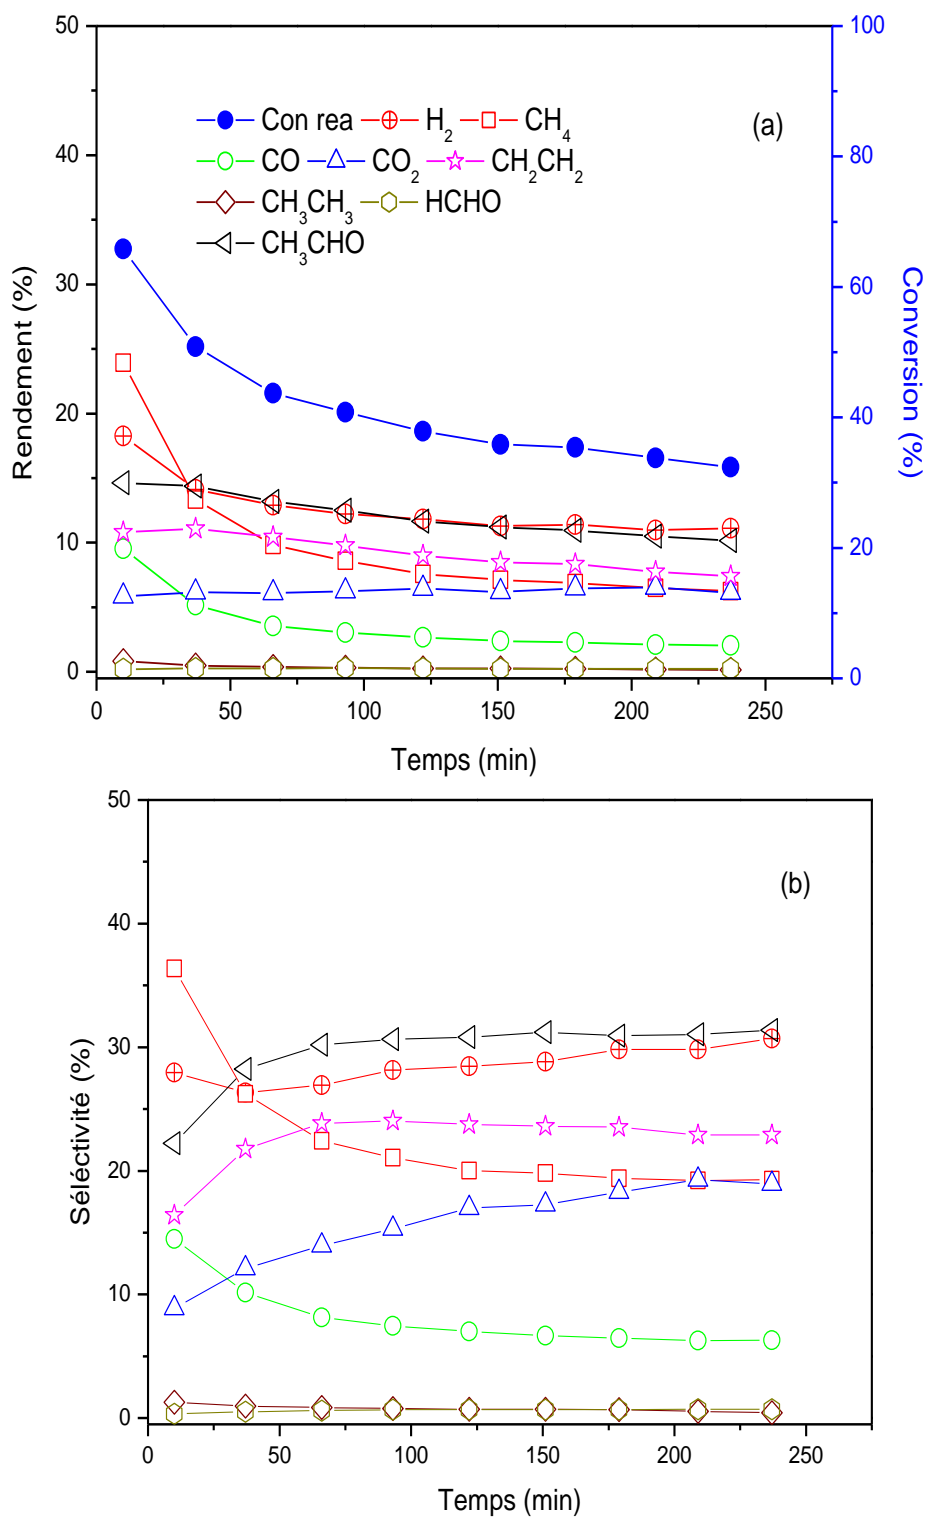 50
100
Con rea H₂ CH₄
(a)
CO CO₂ CH₂CH₂
CH₃CH₃ HCHO
CH₃CHO
40
80
30
60
20
40
10
20
0
0
Rendement (%)
Conversion (%)
0 50 100 150 200 250
Temps (min)
50
(b)
40
30
20
10
0
Séléctivité (%)
0 50 100 150 200 250
Temps (min)